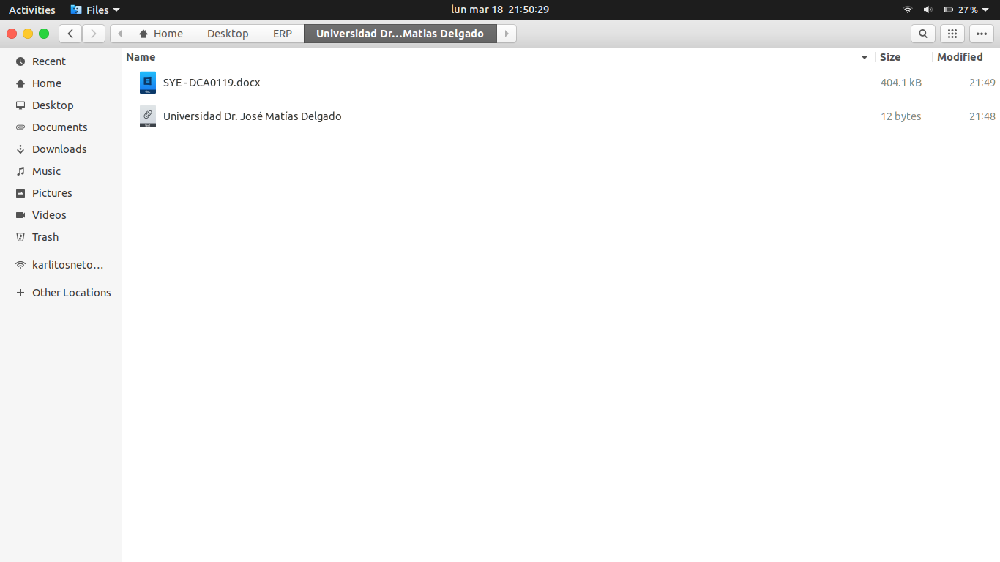 Activities Files lun mar 18 21:50:29 27 %
Home Desktop ERP Universidad Dr...Matias Delgado
Name Size Modified
Recent
SYE - DCA0119.docx 404.1 kB 21:49
Home
Desktop
Universidad Dr. José Matías Delgado 12 bytes 21:48
Documents
Downloads
Music
Pictures
Videos
Trash
karlitosneto...
Other Locations